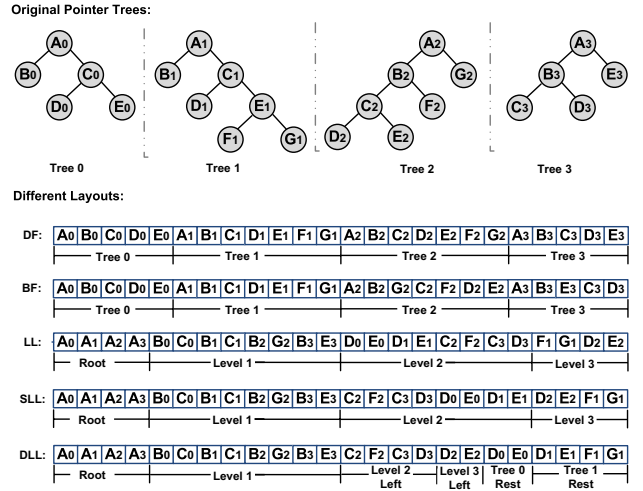 Original Pointer Trees:
A0 A1 A2 A3
B0 C0 B1 C1 B2 G2 B3 E3
D0 E0 D1 E1 C2 F2 C3 D3
F1 G1 D2 E2
Tree 0 Tree 1 Tree 2 Tree 3
Different Layouts:
DF: A0 B0 C0 D0 E0 A1 B1 C1 D1 E1 F1 G1 A2 B2 C2 D2 E2 F2 G2 A3 B3 C3 D3 E3
Tree 0 Tree 1 Tree 2 Tree 3
BF: A0 B0 C0 D0 E0 A1 B1 C1 D1 E1 F1 G1 A2 B2 G2 C2 F2 D2 E2 A3 B3 E3 C3 D3
Tree 0 Tree 1 Tree 2 Tree 3
LL: A0 A1 A2 A3 B0 C0 B1 C1 B2 G2 B3 E3 D0 E0 D1 E1 C2 F2 C3 D3 F1 G1 D2 E2
Root Level 1 Level 2 Level 3
SLL: A0 A1 A2 A3 B0 C0 B1 C1 B2 G2 B3 E3 C2 F2 C3 D3 D0 E0 D1 E1 D2 E2 F1 G1
Root Level 1 Level 2 Level 3
DLL: A0 A1 A2 A3 B0 C0 B1 C1 B2 G2 B3 E3 C2 F2 C3 D3 D2 E2 D0 E0 D1 E1 F1 G1
Root Level 1 Level 2 Left Level 3 Left Tree 0 Rest Tree 1 Rest